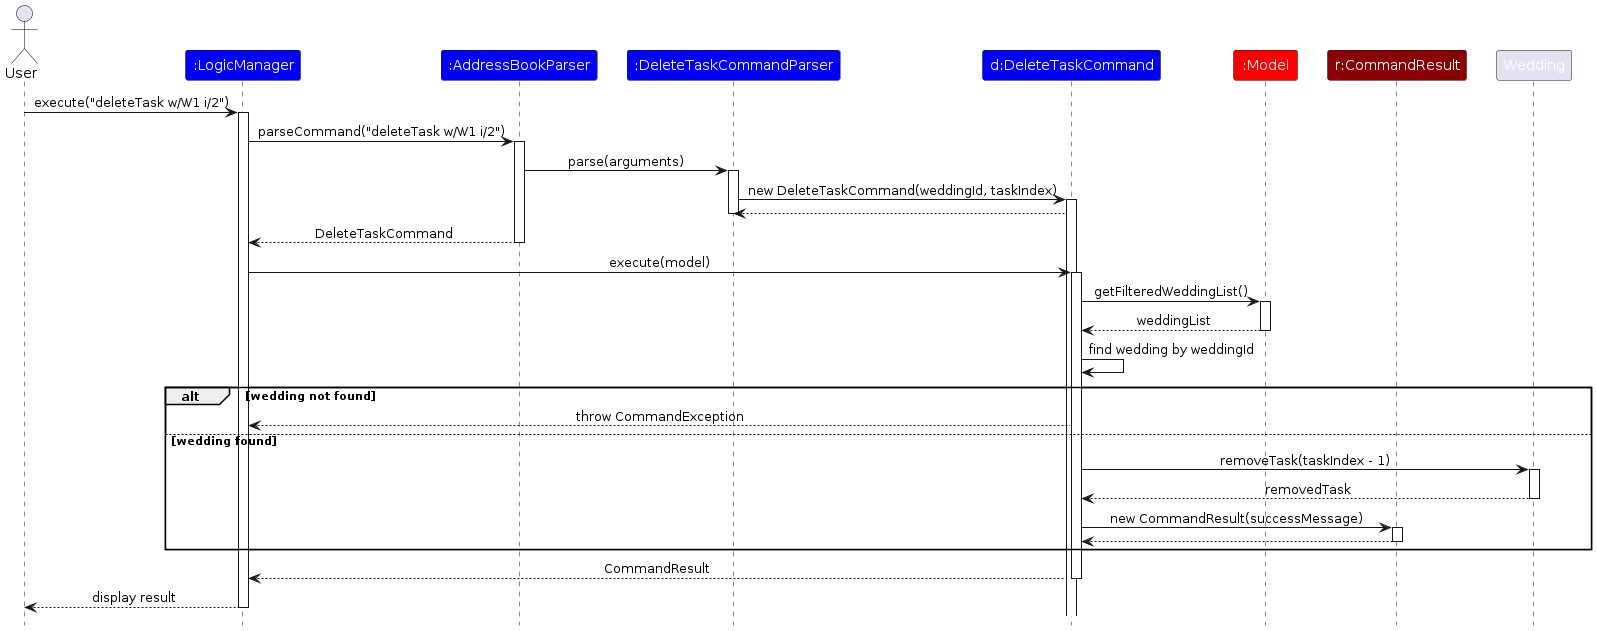 User
:LogicManager
:AddressBookParser
:DeleteTaskCommandParser
d:DeleteTaskCommand
:Model
r:CommandResult
Wedding
execute("deleteTask w/W1 i/2")
parseCommand("deleteTask w/W1 i/2")
parse(arguments)
new DeleteTaskCommand(weddingId, taskIndex)
DeleteTaskCommand
execute(model)
getFilteredWeddingList()
weddingList
find wedding by weddingId
alt
[wedding not found]
throw CommandException
[wedding found]
removeTask(taskIndex - 1)
removedTask
new CommandResult(successMessage)
CommandResult
display result